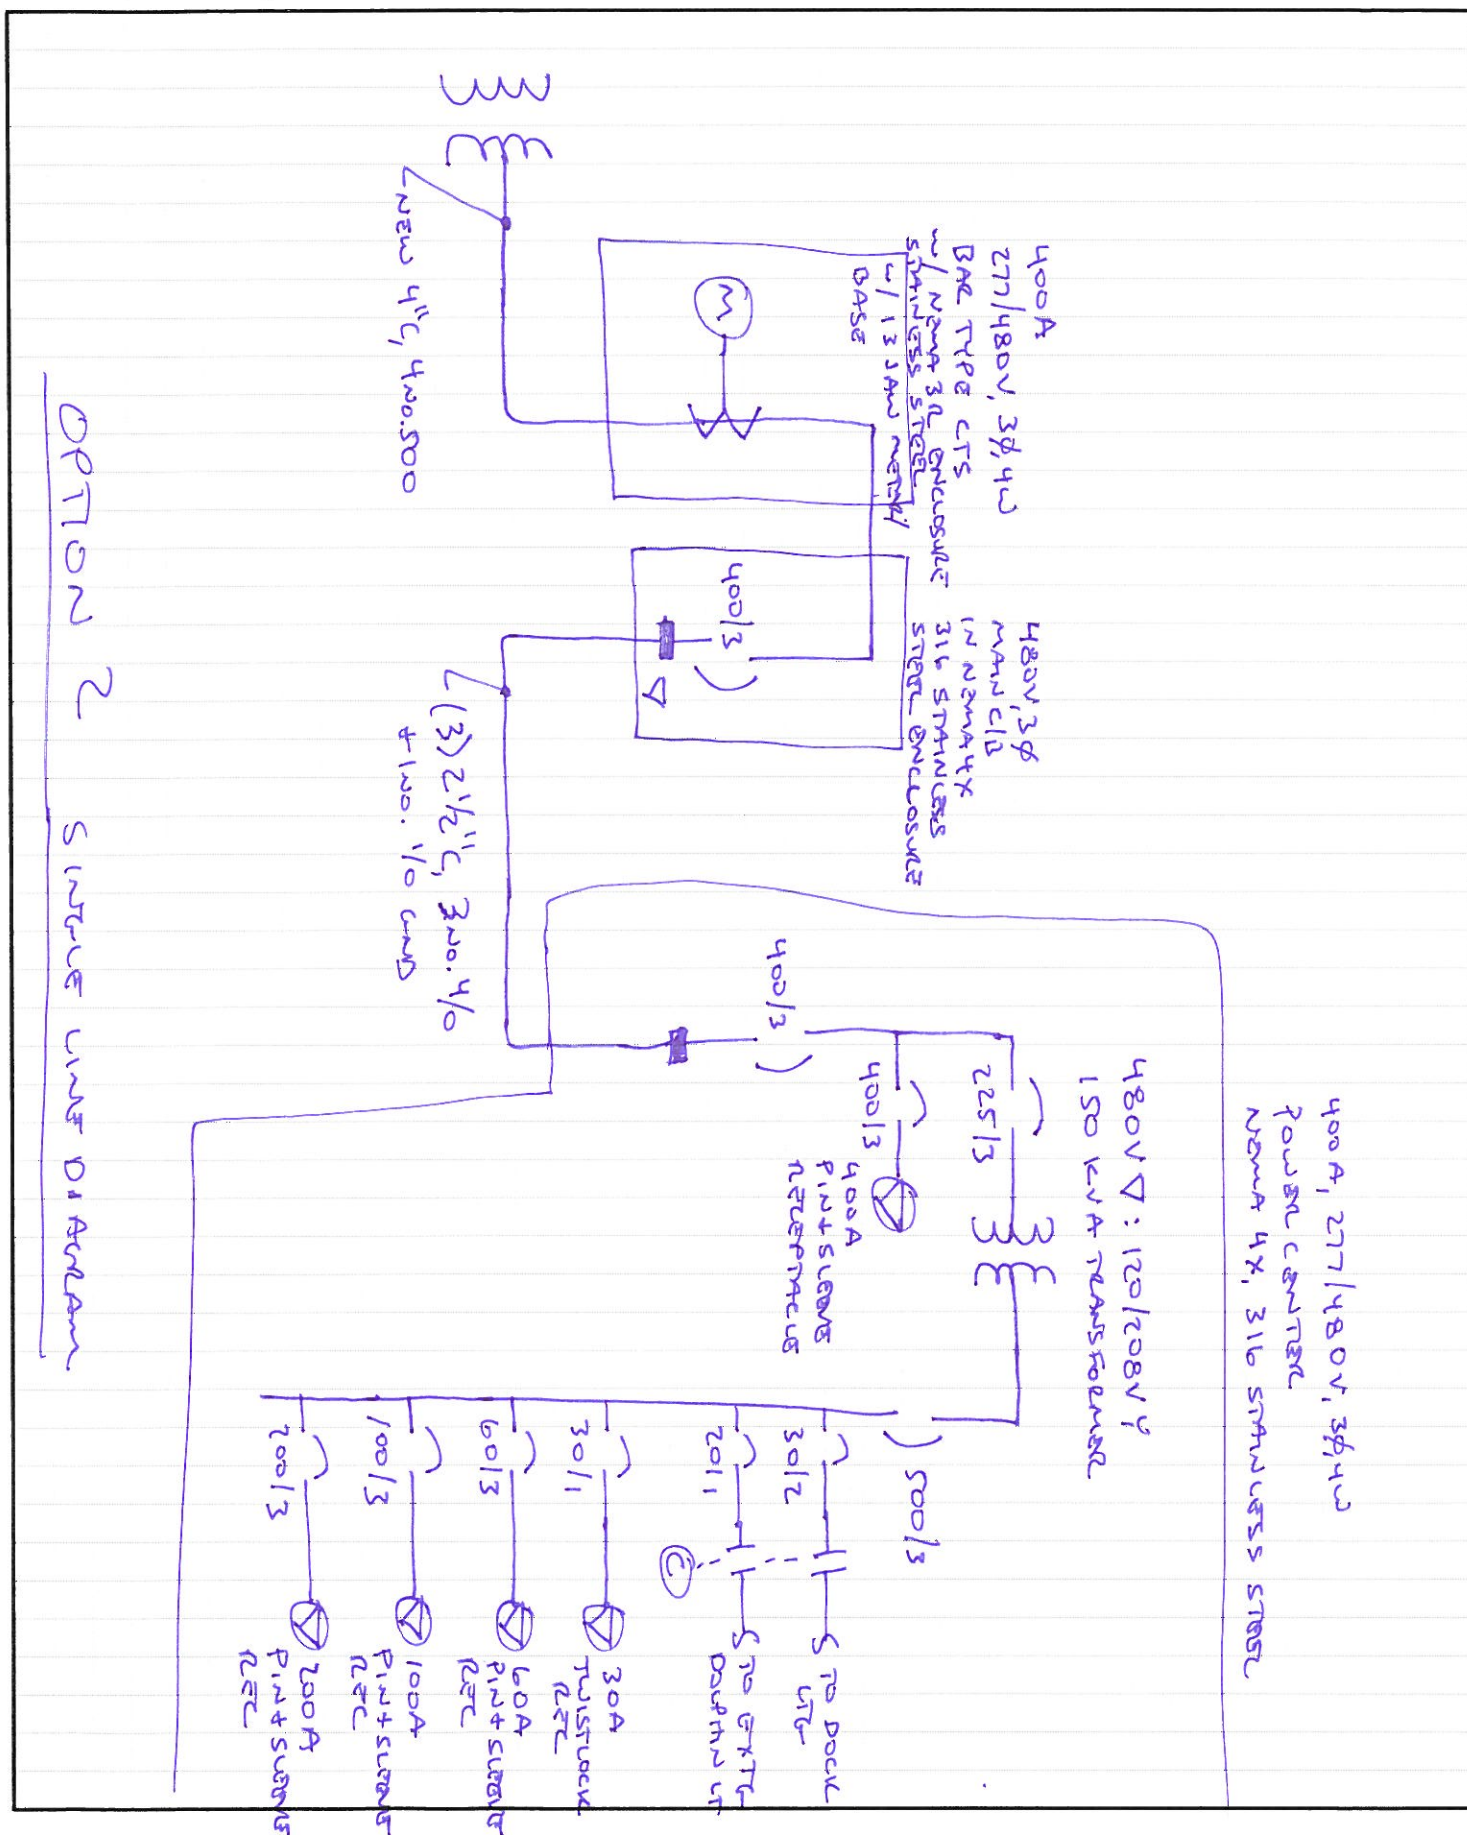 400A
277/480V, 3Ø, 4W
BAR TYPE CTS
w/ NEMA 3R ENCLOSURE
STAINLESS STEEL
w/ 13 JAW METER
BASE
M
NEW 4"C, 4 NO. 500
480V, 3Ø
MAIN C/B
IN NEMA 4X
316 STAINLESS
STEEL ENCLOSURE
400/3
(3) 2 1/2"C, 3 NO. 4/0
+ 1 NO. 1/0 GND
400A, 277/480V, 3Ø, 4W
POWER CENTER
NEMA 4X, 316 STAINLESS STEEL
480V Δ : 120/208V Y
150 KVA TRANSFORMER
225/3
400/3
400/3
400A
PIN + SLEEVE
RECEPTACLE
500/3
30/2
TO DOCK
LTG
20/1
C
TO EXTG
DOLPHIN LT
30/1
30A
TWISTLOCK
REC
60/3
60A
PIN + SLEEVE
REC
100/3
100A
PIN + SLEEVE
REC
200/3
200A
PIN + SLEEVE
REC
OPTION 2 SINGLE LINE DIAGRAM